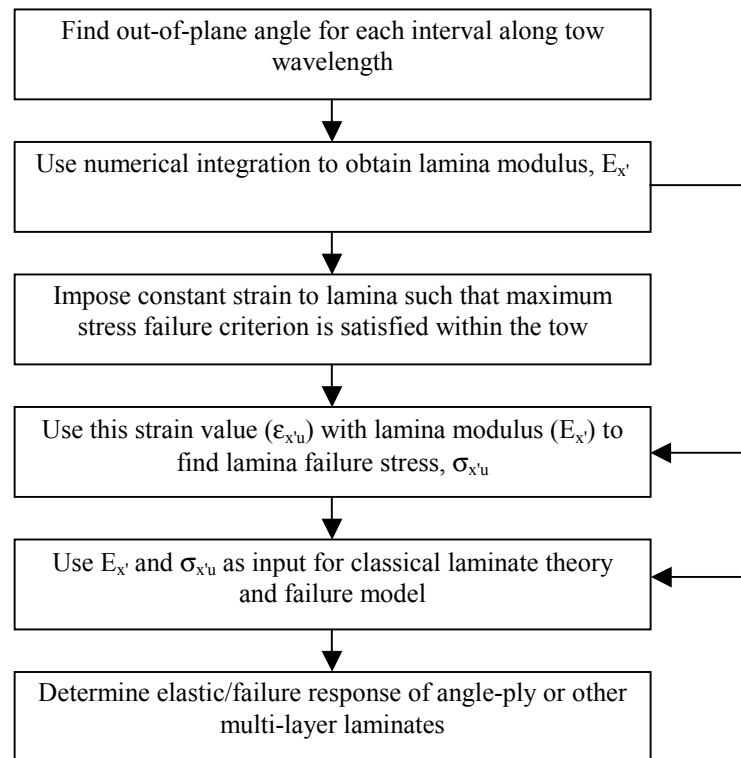 Find out-of-plane angle for each interval along tow
wavelength
Use numerical integration to obtain lamina modulus, Eₓ'
Impose constant strain to lamina such that maximum
stress failure criterion is satisfied within the tow
Use this strain value (εₓ'ᵤ) with lamina modulus (Eₓ') to
find lamina failure stress, σₓ'ᵤ
Use Eₓ' and σₓ'ᵤ as input for classical laminate theory
and failure model
Determine elastic/failure response of angle-ply or other
multi-layer laminates